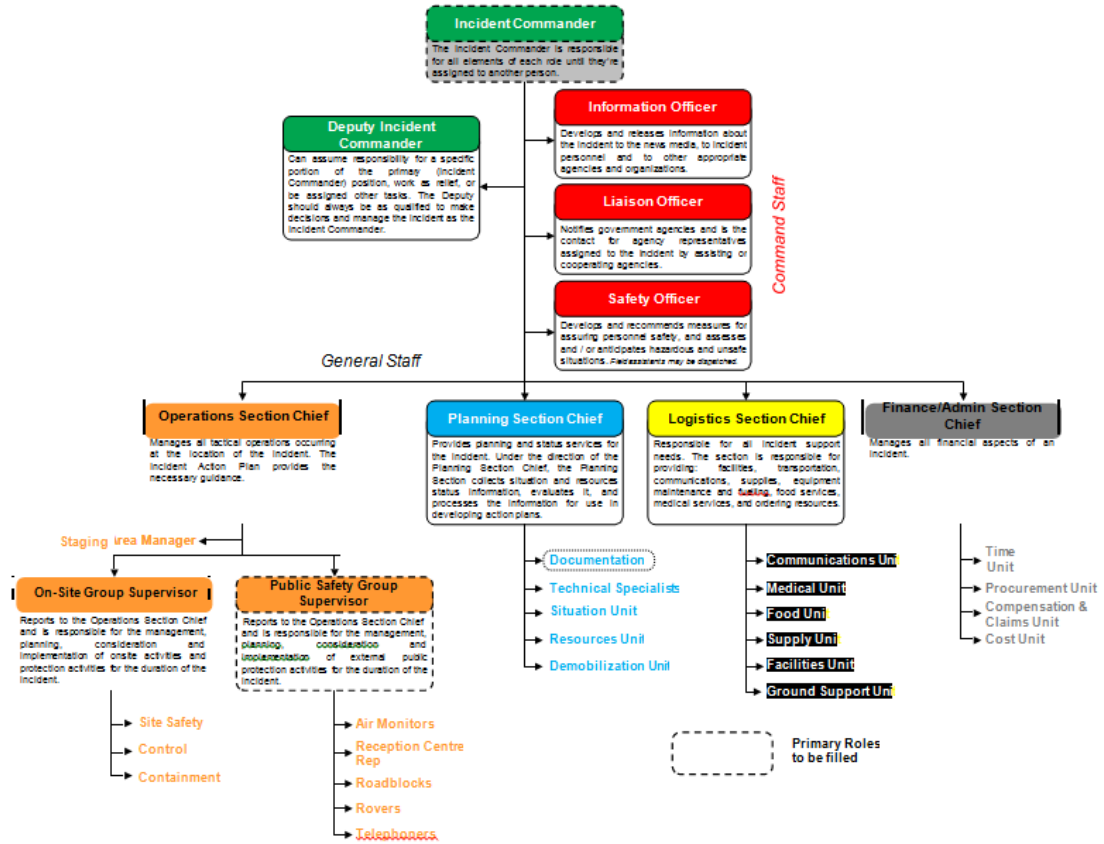 Incident Commander
The Incident Commander is responsible
for all elements of each role until they're
assigned to another person.
Information Officer
Develops and releases information about
the incident to the news media, to incident
personnel and to other appropriate
agencies and organizations.
Deputy Incident
Commander
Can assume responsibility for a specific
portion of the primary (Incident
Commander) position, work as relief, or
be assigned other tasks. The Deputy
should always be as qualified to make
decisions and manage the incident as the
Incident Commander.
Liaison Officer
Notifies government agencies and is the
contact for agency representatives
assigned to the incident by assisting or
cooperating agencies.
Command Staff
Safety Officer
Develops and recommends measures for
assuring personnel safety, and assesses
and / or anticipates hazardous and unsafe
situations. Field assistants may be dispatched.
General Staff
Operations Section Chief
Manages all tactical operations occurring
at the location of the incident. The
Incident Action Plan provides the
necessary guidance.
Planning Section Chief
Provides planning and status services for
the incident. Under the direction of the
Planning Section Chief, the Planning
Section collects situation and resources
status information, evaluates it, and
processes the information for use in
developing action plans.
Logistics Section Chief
Responsible for all incident support
needs. The section is responsible for
providing: facilities, transportation,
communications, supplies, equipment
maintenance and fueling, food services,
medical services, and ordering resources.
Finance/Admin Section
Chief
Manages all financial aspects of an
incident.
Staging Area Manager
On-Site Group Supervisor
Reports to the Operations Section Chief
and is responsible for the management,
planning, consideration and
implementation of onsite activities and
protection activities for the duration of the
incident.
Site Safety
Control
Containment
Public Safety Group
Supervisor
Reports to the Operations Section Chief
and is responsible for the management,
planning, consideration and
implementation of external public
protection activities for the duration of the
incident.
Air Monitors
Reception Centre
Rep
Roadblocks
Rovers
Telephoners
Documentation
Technical Specialists
Situation Unit
Resources Unit
Demobilization Unit
Communications Uni
Medical Unit
Food Uni
Supply Uni
Facilities Unit
Ground Support Uni
Time
Unit
Procurement Unit
Compensation &
Claims Unit
Cost Unit
Primary Roles
to be filled